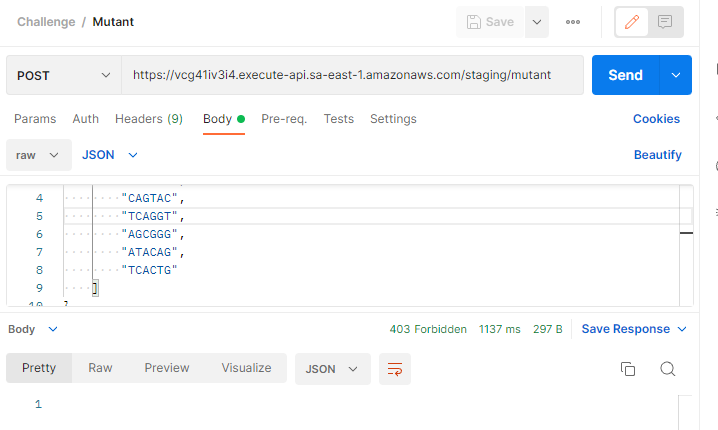 Challenge / Mutant
Save
POST
https://vcg41iv3i4.execute-api.sa-east-1.amazonaws.com/staging/mutant
Send
Params Auth Headers (9) Body Pre-req. Tests Settings Cookies
raw JSON Beautify
4 "CAGTAC",
5 "TCAGGT",
6 "AGCGGG",
7 "ATACAG",
8 "TCACTG"
9 ]
Body 403 Forbidden 1137 ms 297 B Save Response
Pretty Raw Preview Visualize JSON
1